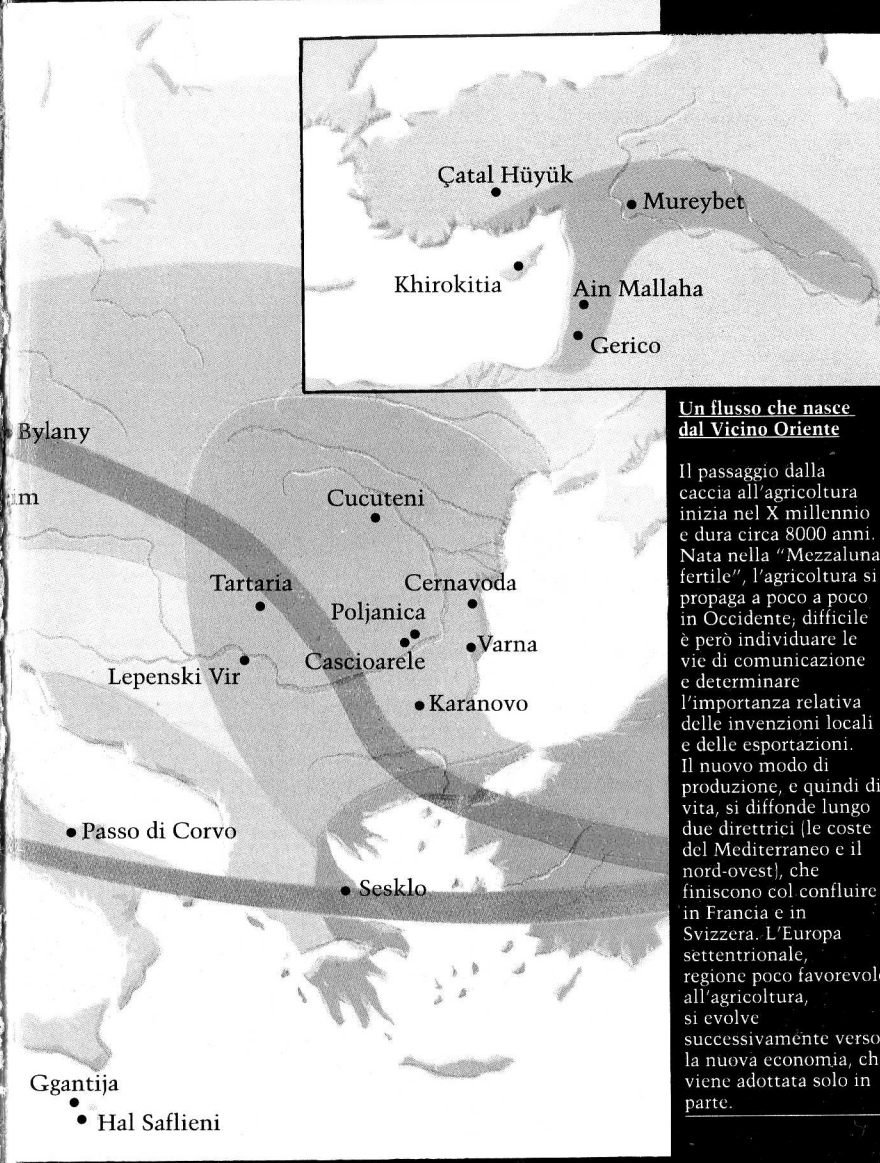 Çatal Hüyük
Mureybet
Khirokitia
Ain Mallaha
Gerico
Bylany
Cucuteni
Tartaria
Cernavoda
Poljanica
Cascioarele
Varna
Lepenski Vir
Karanovo
Passo di Corvo
Sesklo
Ggantija
Hal Saflieni
Un flusso che nasce
dal Vicino Oriente
Il passaggio dalla
caccia all'agricoltura
inizia nel X millennio
e dura circa 8000 anni.
Nata nella “Mezzaluna
fertile”, l'agricoltura si
propaga a poco a poco
in Occidente; difficile
è però individuare le
vie di comunicazione
e determinare
l'importanza relativa
delle invenzioni locali
e delle esportazioni.
Il nuovo modo di
produzione, e quindi di
vita, si diffonde lungo
due direttrici (le coste
del Mediterraneo e il
nord-ovest), che
finiscono col confluire
in Francia e in
Svizzera. L'Europa
settentrionale,
regione poco favorevole
all'agricoltura,
si evolve
successivamente verso
la nuova economia, ch
viene adottata solo in
parte.